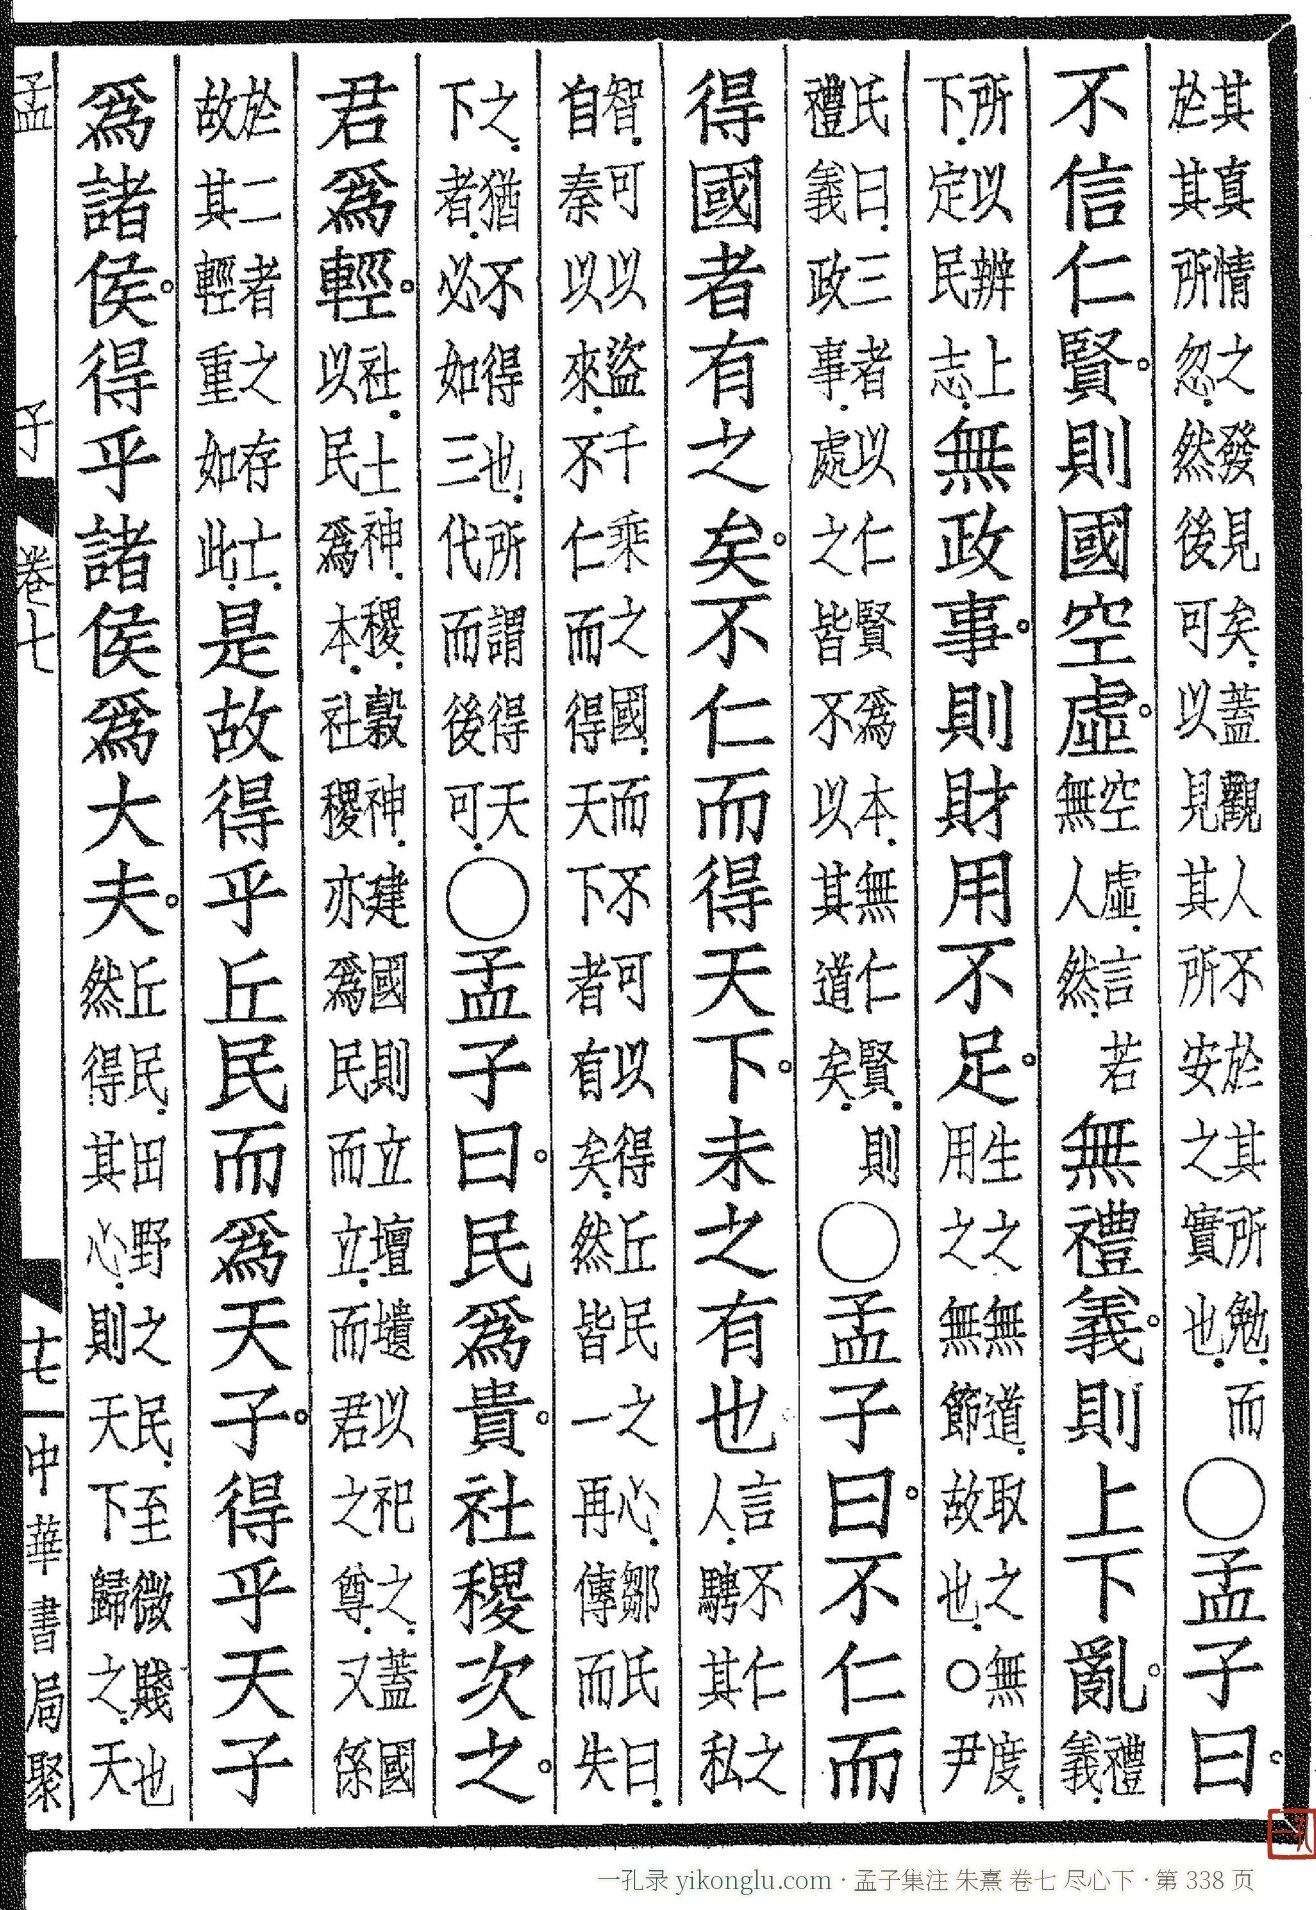 其真情之發見矣.蓋觀人不於其所勉.而
於其所忽.然後可以見其所安之實也.
○孟子曰。
不信仁賢。則國空虛。
空虛.言若
無人然.
無禮義。則上下亂。
禮
義.
所以辨上
下.定民志.
無政事。則財用不足。
生之無道.取之無度.
用之無節故也.○尹
氏曰.三者以仁賢爲本.無仁賢.則
禮義政事.處之皆不以其道矣.
○孟子曰。不仁而
得國者有之矣。不仁而得天下。未之有也
言不仁之
人.騁其私
智.可以盜千乘之國.而不可以得丘民之心.鄒氏曰.
自秦以來.不仁而得天下者有矣.然皆一再傳而失
之.猶不得也.所謂得天
下者.必如三代而後可.
○孟子曰。民爲貴。社稷次之。
君爲輕。
社.土神.稷.穀神.建國則立壇壝以祀之.蓋國
以民爲本.社稷亦爲民而立.而君之尊.又係
於二者之存亡.
故其輕重如此.
是故得乎丘民而爲天子。得乎天子
爲諸侯。得乎諸侯爲大夫。
丘民.田野之民.至微賤也
然得其心.則天下歸之.天
孟子 卷七 十七 中華書局聚
一孔录 yikonglu.com · 孟子集注 朱熹 卷七 尽心下 · 第 338 页